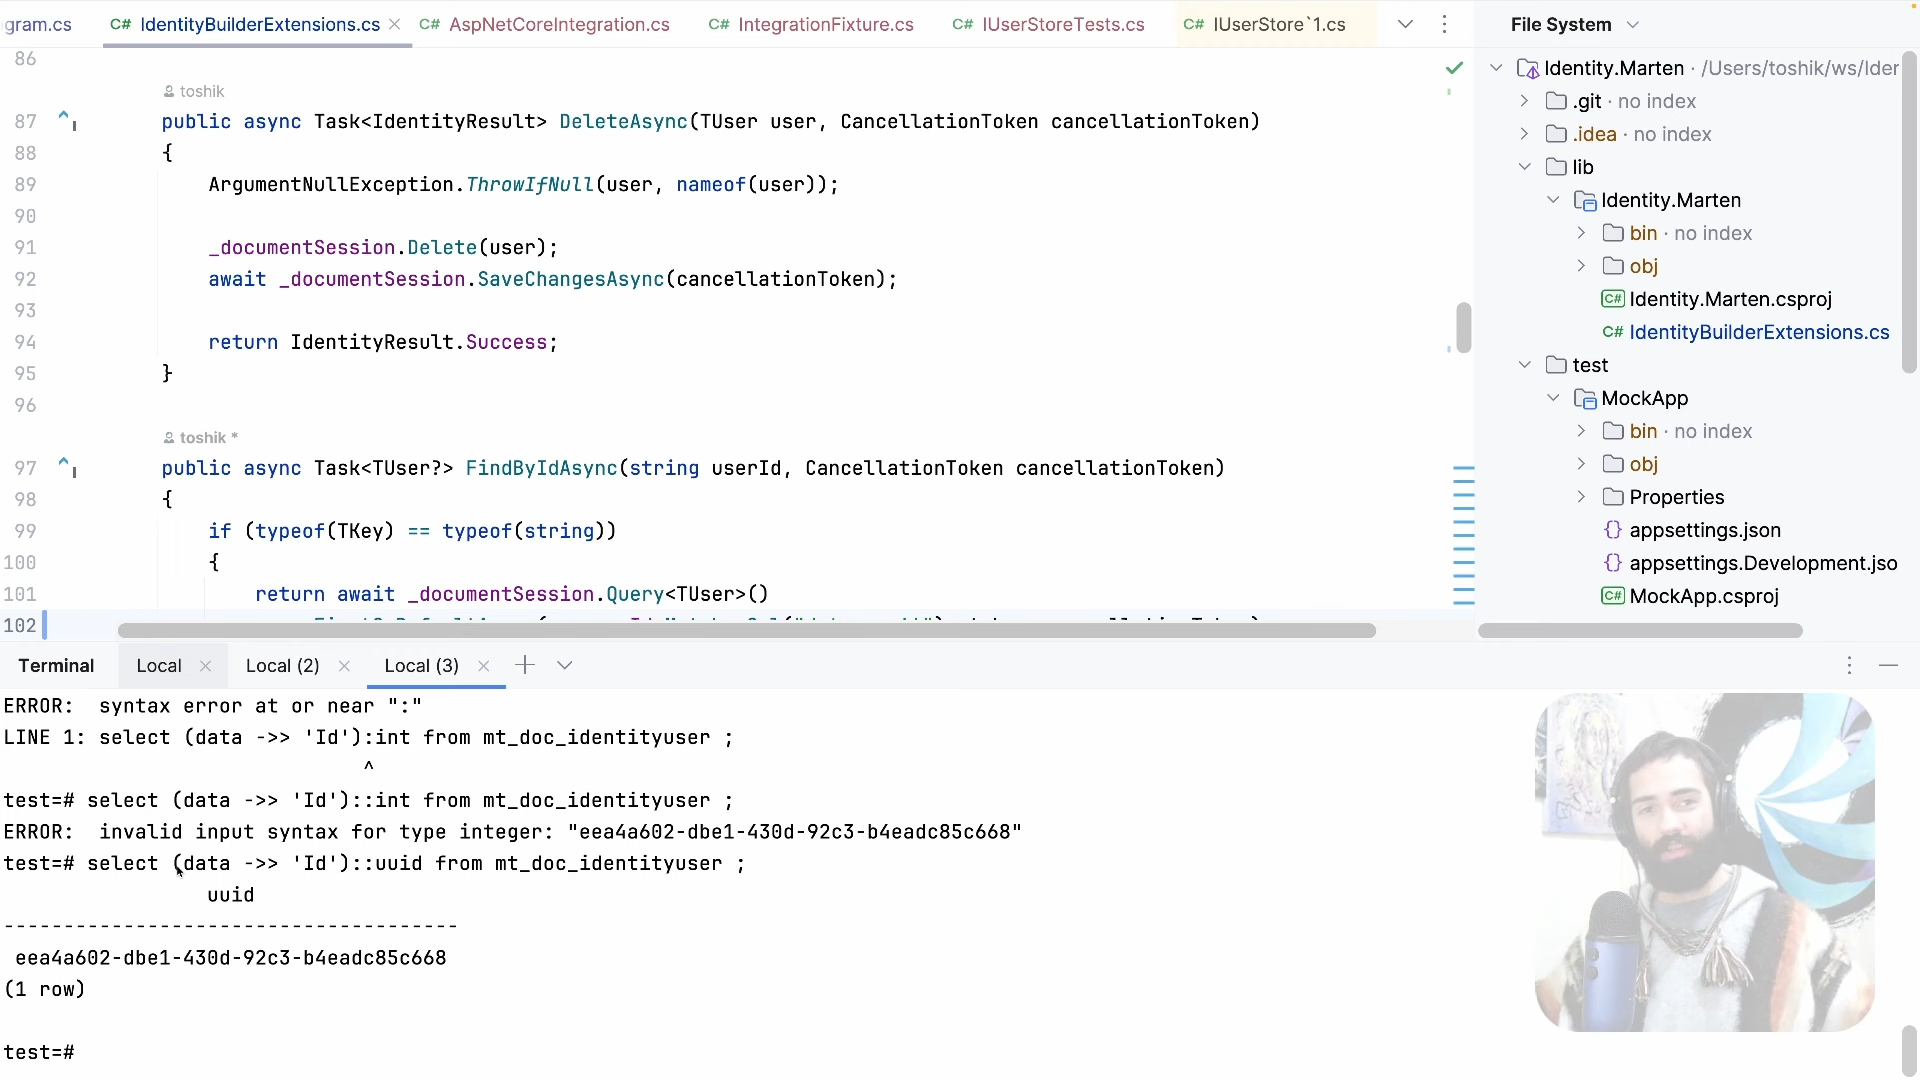 gram.cs
C# IdentityBuilderExtensions.cs
C# AspNetCoreIntegration.cs
C# IntegrationFixture.cs
C# IUserStoreTests.cs
C# IUserStore`1.cs
86
toshik
87 public async Task<IdentityResult> DeleteAsync(TUser user, CancellationToken cancellationToken)
88 {
89 ArgumentNullException.ThrowIfNull(user, nameof(user));
90
91 _documentSession.Delete(user);
92 await _documentSession.SaveChangesAsync(cancellationToken);
93
94 return IdentityResult.Success;
95 }
96
toshik *
97 public async Task<TUser?> FindByIdAsync(string userId, CancellationToken cancellationToken)
98 {
99 if (typeof(TKey) == typeof(string))
100 {
101 return await _documentSession.Query<TUser>()
102
File System
Identity.Marten · /Users/toshik/ws/Ider
.git · no index
.idea · no index
lib
Identity.Marten
bin · no index
obj
C# Identity.Marten.csproj
C# IdentityBuilderExtensions.cs
test
MockApp
bin · no index
obj
Properties
{} appsettings.json
{} appsettings.Development.jso
C# MockApp.csproj
Terminal
Local
Local (2)
Local (3)
ERROR:  syntax error at or near ":"
LINE 1: select (data ->> 'Id'):int from mt_doc_identityuser ;
^
test=# select (data ->> 'Id')::int from mt_doc_identityuser ;
ERROR:  invalid input syntax for type integer: "eea4a602-dbe1-430d-92c3-b4eadc85c668"
test=# select (data ->> 'Id')::uuid from mt_doc_identityuser ;
uuid
--------------------------------------
eea4a602-dbe1-430d-92c3-b4eadc85c668
(1 row)
test=#